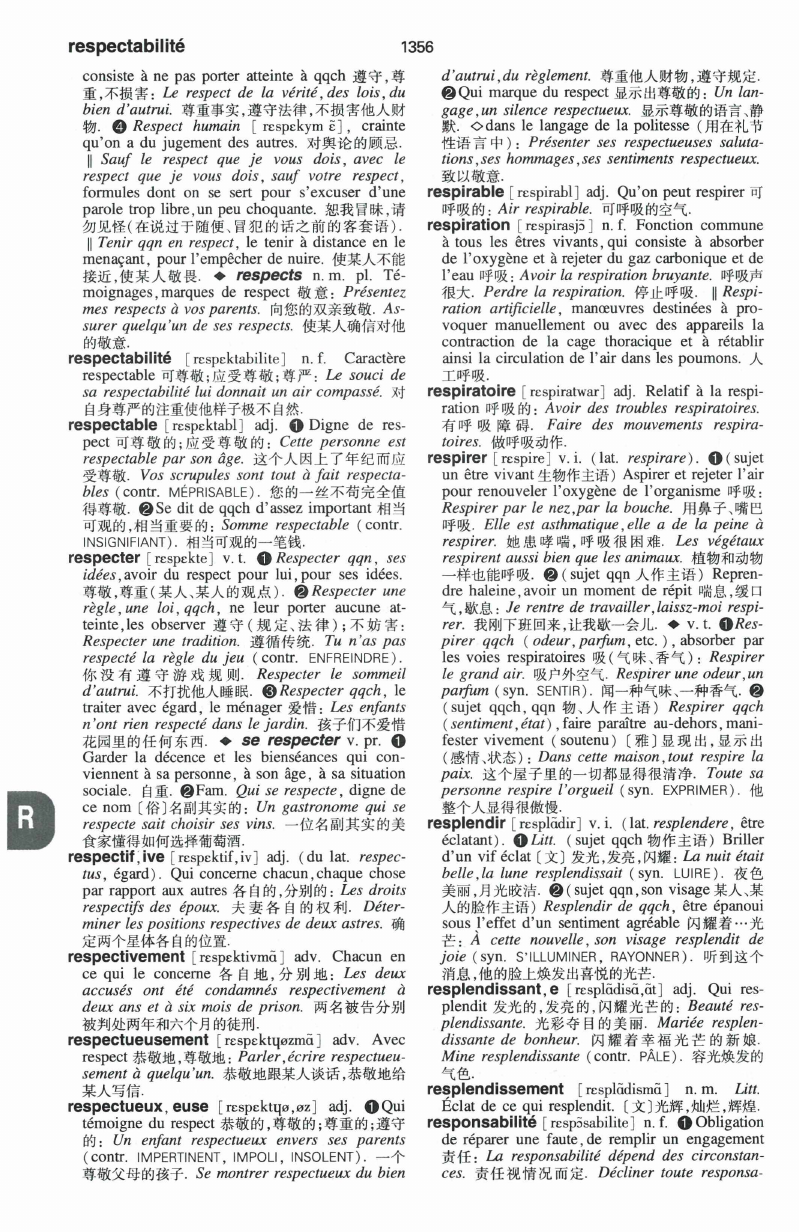 respectabilité
1356
consiste à ne pas porter atteinte à qqch 遵守,尊
重,不损害: Le respect de la vérité, des lois, du
bien d'autrui. 尊重事实,遵守法律,不损害他人财
物. ❹ Respect humain [rɛspɛkym ɛ̃], crainte
qu'on a du jugement des autres. 对舆论的顾忌.
‖ Sauf le respect que je vous dois, avec le
respect que je vous dois, sauf votre respect,
formules dont on se sert pour s'excuser d'une
parole trop libre, un peu choquante. 恕我冒昧,请
勿见怪(在说过于随便、冒犯的话之前的客套语).
‖ Tenir qqn en respect, le tenir à distance en le
menaçant, pour l'empêcher de nuire. 使某人不能
接近,使某人敬畏. ◆ respects n. m. pl. Té-
moignages, marques de respect 敬意: Présentez
mes respects à vos parents. 向您的双亲致敬. As-
surer quelqu'un de ses respects. 使某人确信对他
的敬意.
respectabilité [rɛspɛktabilite] n. f. Caractère
respectable 可尊敬;应受尊敬;尊严: Le souci de
sa respectabilité lui donnait un air compassé. 对
自身尊严的注重使他样子极不自然.
respectable [rɛspɛktabl] adj. ❶ Digne de res-
pect 可尊敬的;应受尊敬的: Cette personne est
respectable par son âge. 这个人因上了年纪而应
受尊敬. Vos scrupules sont tout à fait respecta-
bles (contr. MÉPRISABLE). 您的一丝不苟完全值
得尊敬. ❷ Se dit de qqch d'assez important 相当
可观的,相当重要的: Somme respectable (contr.
INSIGNIFIANT). 相当可观的一笔钱.
respecter [rɛspɛkte] v. t. ❶ Respecter qqn, ses
idées, avoir du respect pour lui, pour ses idées.
尊敬,尊重(某人、某人的观点). ❷ Respecter une
règle, une loi, qqch, ne leur porter aucune at-
teinte, les observer 遵守(规定、法律);不妨害:
Respecter une tradition. 遵循传统. Tu n'as pas
respecté la règle du jeu (contr. ENFREINDRE).
你没有遵守游戏规则. Respecter le sommeil
d'autrui. 不打扰他人睡眠. ❸ Respecter qqch, le
traiter avec égard, le ménager 爱惜: Les enfants
n'ont rien respecté dans le jardin. 孩子们不爱惜
花园里的任何东西. ◆ se respecter v. pr. ❶
Garder la décence et les bienséances qui con-
viennent à sa personne, à son âge, à sa situation
sociale. 自重. ❷ Fam. Qui se respecte, digne de
ce nom 〔俗〕名副其实的: Un gastronome qui se
respecte sait choisir ses vins. 一位名副其实的美
食家懂得如何选择葡萄酒.
respectif, ive [rɛspɛktif,iv] adj. (du lat. respec-
tus, égard). Qui concerne chacun, chaque chose
par rapport aux autres 各自的,分别的: Les droits
respectifs des époux. 夫妻各自的权利. Déter-
miner les positions respectives de deux astres. 确
定两个星体各自的位置.
respectivement [rɛspɛktivmɑ̃] adv. Chacun en
ce qui le concerne 各自地,分别地: Les deux
accusés ont été condamnés respectivement à
deux ans et à six mois de prison. 两名被告分别
被判处两年和六个月的徒刑.
respectueusement [rɛspɛktɥøzmɑ̃] adv. Avec
respect 恭敬地,尊敬地: Parler, écrire respectueu-
sement à quelqu'un. 恭敬地跟某人谈话,恭敬地给
某人写信.
respectueux, euse [rɛspɛktɥø,øz] adj. ❶ Qui
témoigne du respect 恭敬的,尊敬的;尊重的;遵守
的: Un enfant respectueux envers ses parents
(contr. IMPERTINENT, IMPOLI, INSOLENT). 一个
尊敬父母的孩子. Se montrer respectueux du bien
R
d'autrui, du règlement. 尊重他人财物,遵守规定.
❷ Qui marque du respect 显示出尊敬的: Un lan-
gage, un silence respectueux. 显示尊敬的语言、静
默. ◇ dans le langage de la politesse (用在礼节
性语言中): Présenter ses respectueuses saluta-
tions, ses hommages, ses sentiments respectueux.
致以敬意.
respirable [rɛspirabl] adj. Qu'on peut respirer 可
呼吸的: Air respirable. 可呼吸的空气.
respiration [rɛspirasjɔ̃] n. f. Fonction commune
à tous les êtres vivants, qui consiste à absorber
de l'oxygène et à rejeter du gaz carbonique et de
l'eau 呼吸: Avoir la respiration bruyante. 呼吸声
很大. Perdre la respiration. 停止呼吸. ‖ Respi-
ration artificielle, manœuvres destinées à pro-
voquer manuellement ou avec des appareils la
contraction de la cage thoracique et à rétablir
ainsi la circulation de l'air dans les poumons. 人
工呼吸.
respiratoire [rɛspiratwar] adj. Relatif à la respi-
ration 呼吸的: Avoir des troubles respiratoires.
有呼吸障碍. Faire des mouvements respira-
toires. 做呼吸动作.
respirer [rɛspire] v. i. (lat. respirare). ❶ (sujet
un être vivant 生物作主语) Aspirer et rejeter l'air
pour renouveler l'oxygène de l'organisme 呼吸:
Respirer par le nez, par la bouche. 用鼻子、嘴巴
呼吸. Elle est asthmatique, elle a de la peine à
respirer. 她患哮喘,呼吸很困难. Les végétaux
respirent aussi bien que les animaux. 植物和动物
一样也能呼吸. ❷ (sujet qqn 人作主语) Repren-
dre haleine, avoir un moment de répit 喘息,缓口
气,歇息: Je rentre de travailler, laissz-moi respi-
rer. 我刚下班回来,让我歇一会儿. ◆ v. t. ❶ Res-
pirer qqch (odeur, parfum, etc.), absorber par
les voies respiratoires 吸(气味、香气): Respirer
le grand air. 吸户外空气. Respirer une odeur, un
parfum (syn. SENTIR). 闻一种气味、一种香气. ❷
(sujet qqch, qqn 物、人作主语) Respirer qqch
(sentiment, état), faire paraître au-dehors, mani-
fester vivement (soutenu) 〔雅〕显现出,显示出
(感情、状态): Dans cette maison, tout respire la
paix. 这个屋子里的一切都显得很清净. Toute sa
personne respire l'orgueil (syn. EXPRIMER). 他
整个人显得很傲慢.
resplendir [rɛsplɑ̃dir] v. i. (lat. resplendere, être
éclatant). ❶ Litt. (sujet qqch 物作主语) Briller
d'un vif éclat 〔文〕发光,发亮,闪耀: La nuit était
belle, la lune resplendissait (syn. LUIRE). 夜色
美丽,月光皎洁. ❷ (sujet qqn, son visage 某人、某
人的脸作主语) Resplendir de qqch, être épanoui
sous l'effet d'un sentiment agréable 闪耀着…光
芒: À cette nouvelle, son visage resplendit de
joie (syn. S'ILLUMINER, RAYONNER). 听到这个
消息,他的脸上焕发出喜悦的光芒.
resplendissant, e [rɛsplɑ̃disɑ̃,ɑ̃t] adj. Qui res-
plendit 发光的,发亮的,闪耀光芒的: Beauté res-
plendissante. 光彩夺目的美丽. Mariée resplen-
dissante de bonheur. 闪耀着幸福光芒的新娘.
Mine resplendissante (contr. PÂLE). 容光焕发的
气色.
resplendissement [rɛsplɑ̃dismɑ̃] n. m. Litt.
Éclat de ce qui resplendit. 〔文〕光辉,灿烂,辉煌.
responsabilité [rɛspɔ̃sabilite] n. f. ❶ Obligation
de réparer une faute, de remplir un engagement
责任: La responsabilité dépend des circonstan-
ces. 责任视情况而定. Décliner toute responsa-